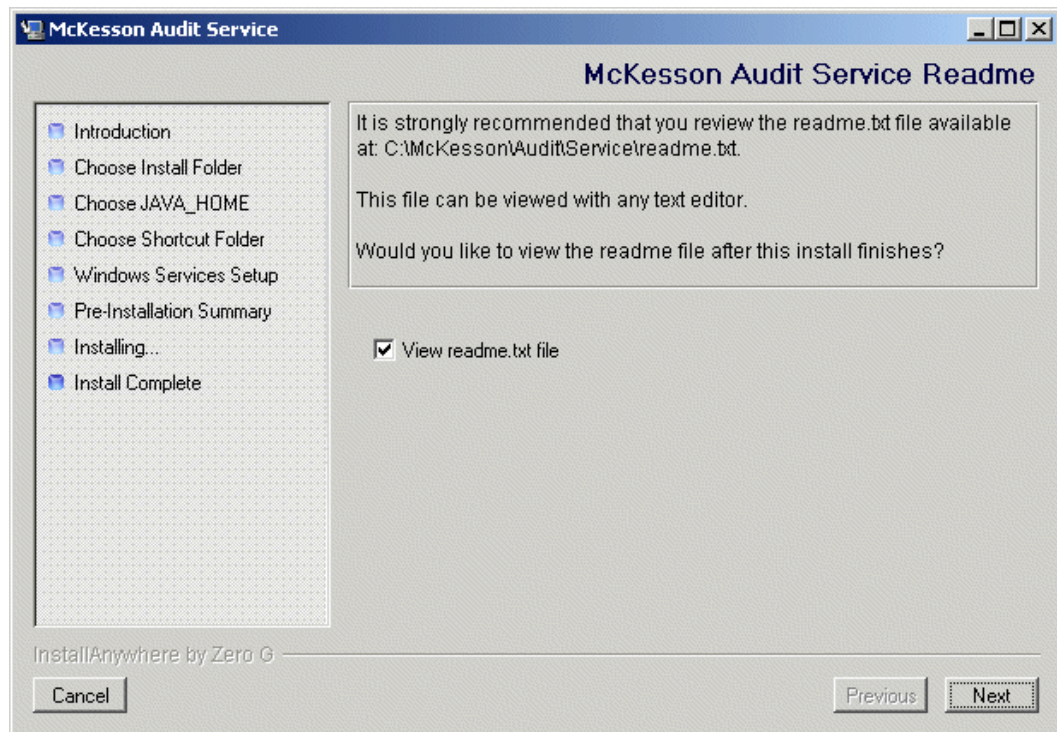 McKesson Audit Service
McKesson Audit Service Readme
Introduction
Choose Install Folder
Choose JAVA_HOME
Choose Shortcut Folder
Windows Services Setup
Pre-Installation Summary
Installing...
Install Complete
It is strongly recommended that you review the readme.txt file available
at: C:\McKesson\Audit\Service\readme.txt.
This file can be viewed with any text editor.
Would you like to view the readme file after this install finishes?
View readme.txt file
InstallAnywhere by Zero G
Cancel
Previous
Next